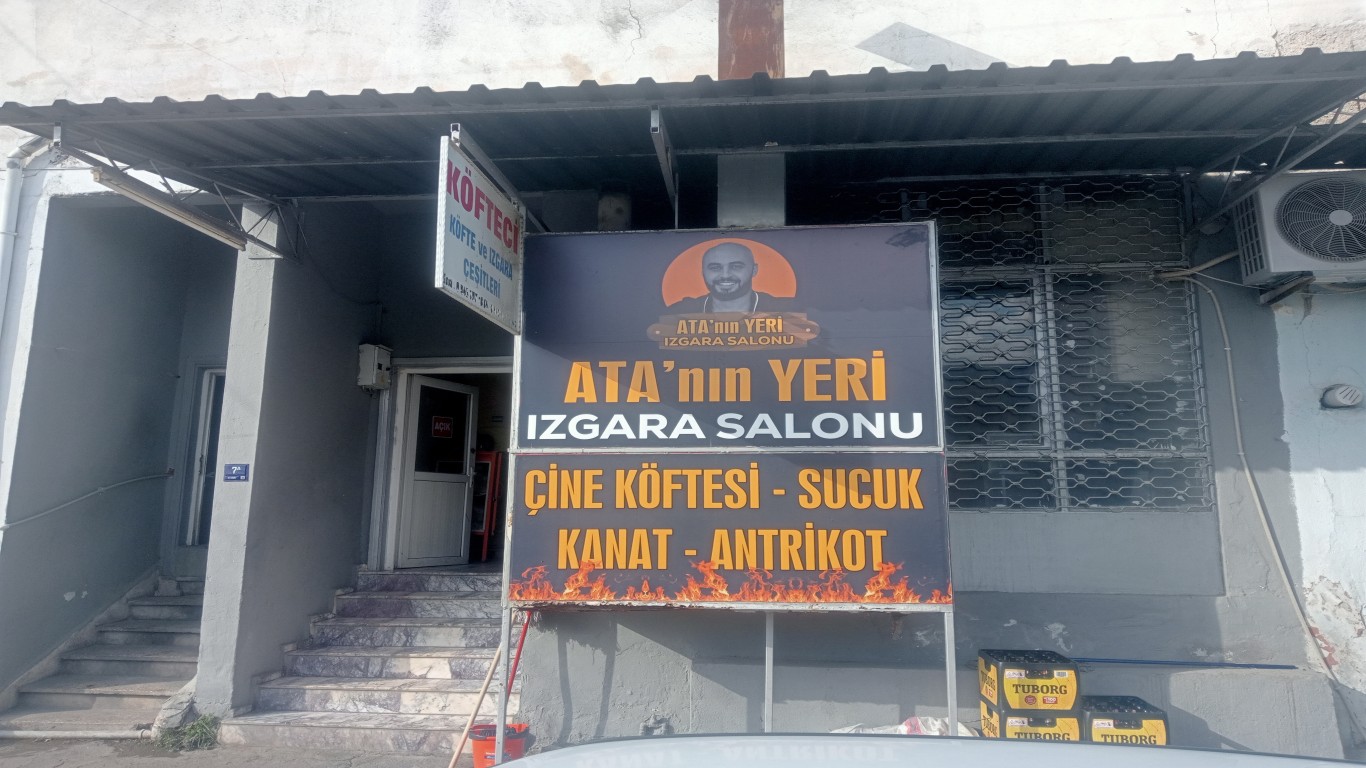 KÖFTECİ
KÖFTE ve IZGARA
ÇEŞİTLERİ
ATA'nın YERİ
IZGARA SALONU
ATA'nın YERİ
IZGARA SALONU
ÇİNE KÖFTESİ - SUCUK
KANAT - ANTRİKOT
AÇIK
7/A
TUBORG
TUBORG
TUBORG